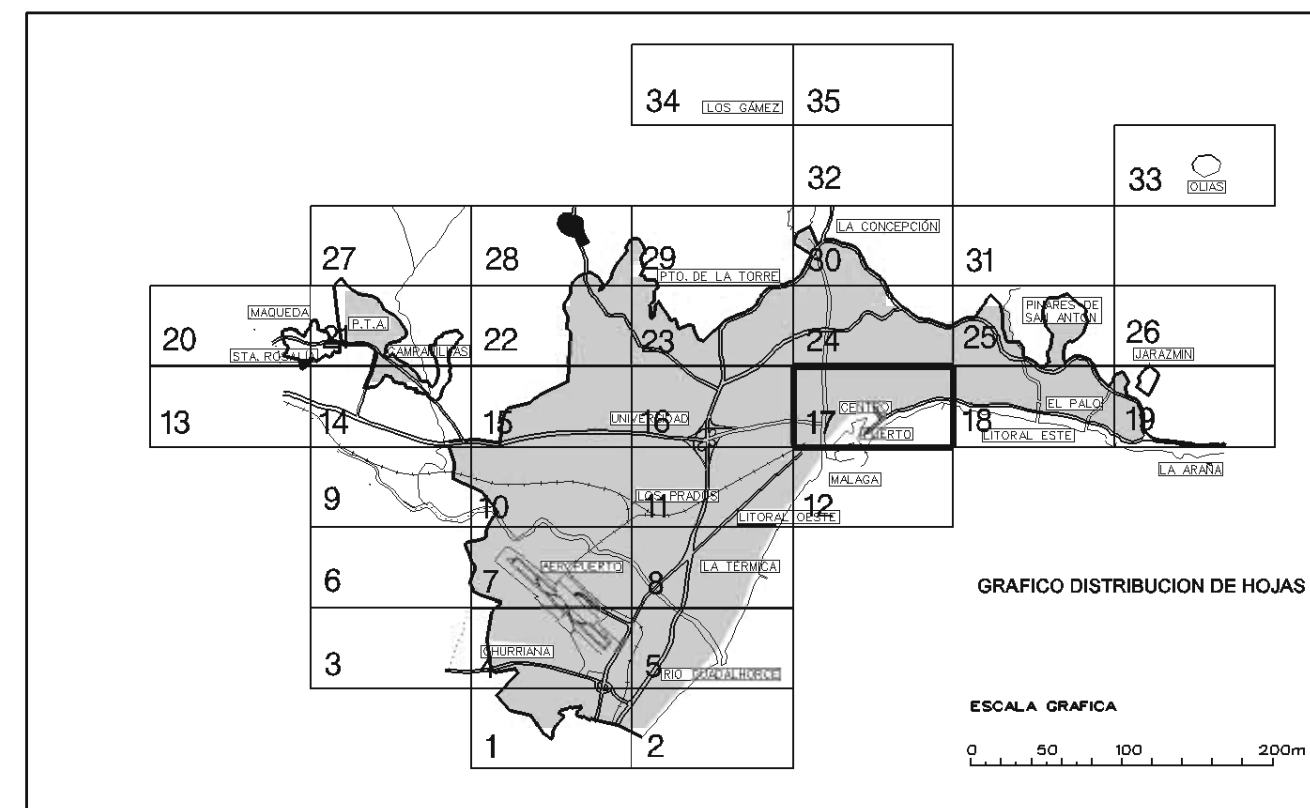 34 LOS GÁMEZ 35
32 33 OLIAS
LA CONCEPCIÓN
27 28 29 30 31
PTO. DE LA TORRE
MAQUEDA P.T.A. PINARES DE
SAN ANTON
20 21 22 23 24 25 26
STA. ROSALIA CAMPANILLAS JARAZMIN
13 14 15 UNIVERSIDAD 16 17 CENTRO 18 EL PALO 19
PUERTO LITORAL ESTE
LA ARAÑA
MALAGA
9 10 LOS PRADOS 11 12
LITORAL OESTE
6 7 AEROPUERTO 8 LA TERMICA
GRAFICO DISTRIBUCION DE HOJAS
3 CHURRIANA 5 RIO GUADALHORCE
ESCALA GRAFICA
1 2
0 50 100 200m